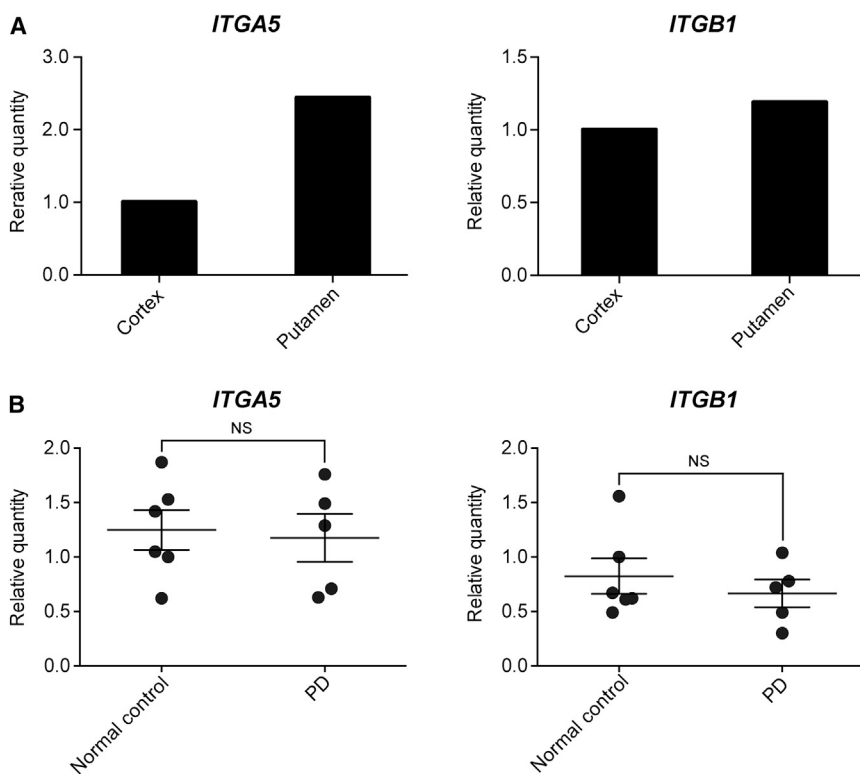 A
ITGA5
Rerative quantity
3.0
2.0
1.0
0.0
Cortex
Putamen
ITGB1
Relative quantity
1.5
1.0
0.5
0.0
Cortex
Putamen
B
ITGA5
NS
Relative quantity
2.0
1.5
1.0
0.5
0.0
Normal control
PD
ITGB1
NS
Relative quantity
2.0
1.5
1.0
0.5
0.0
Normal control
PD